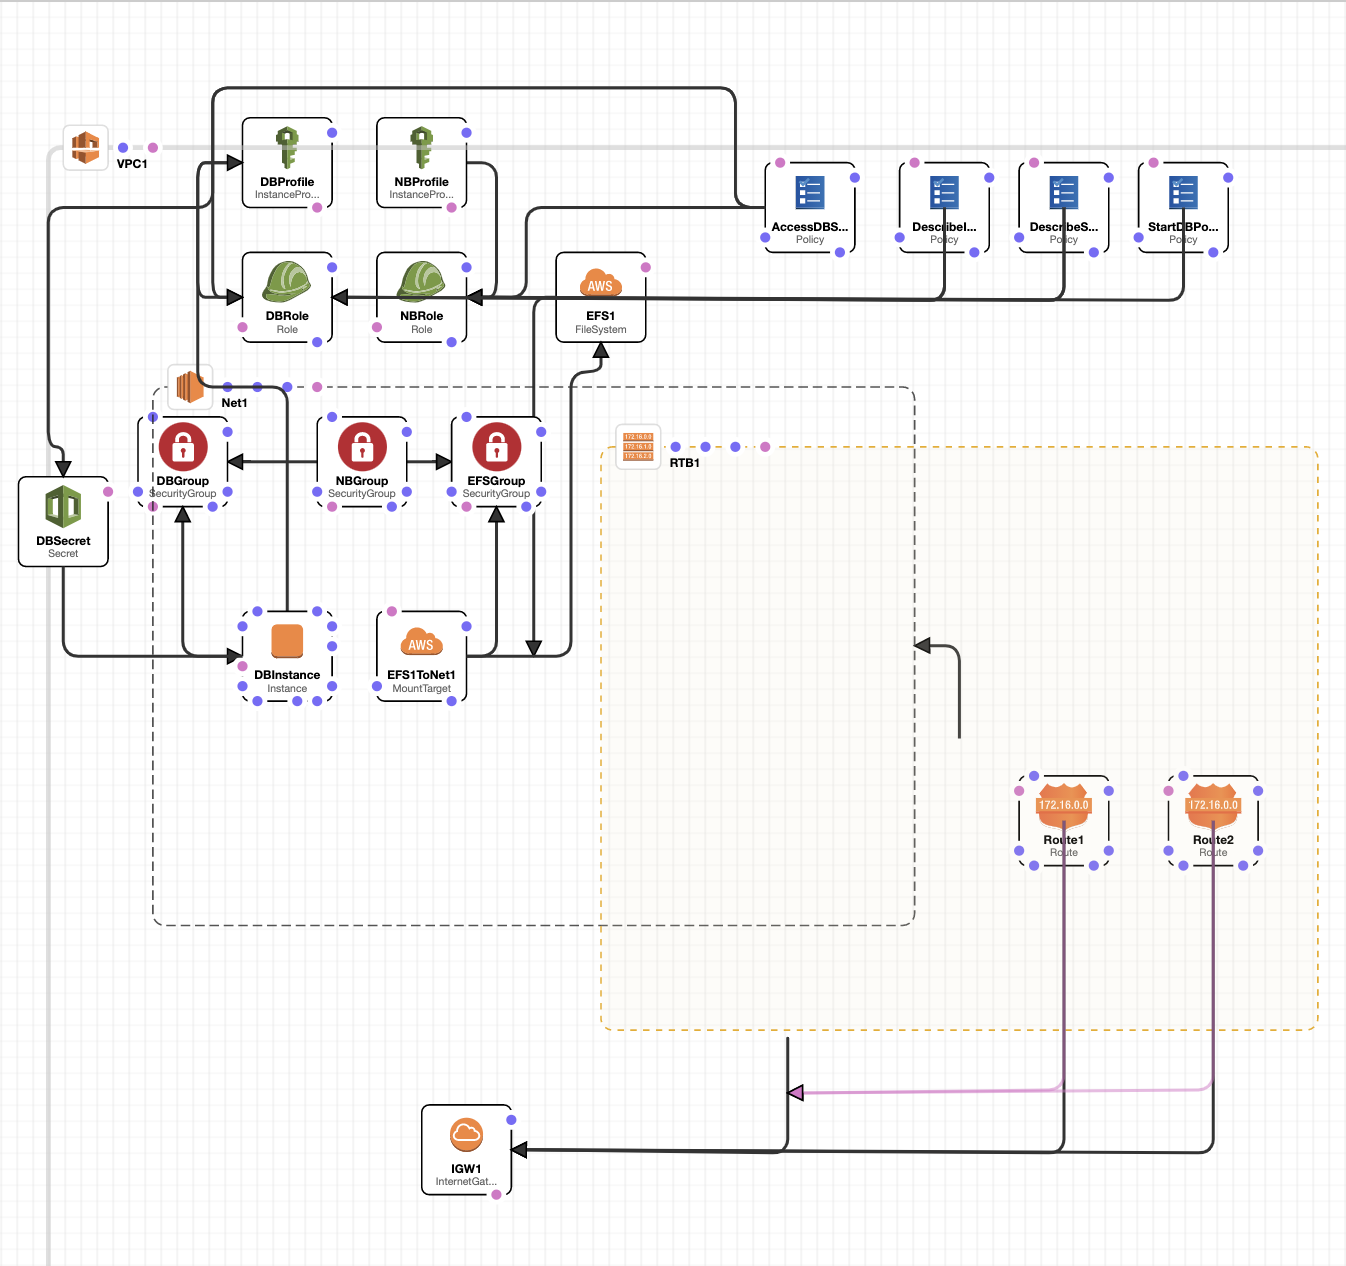 VPC1
DBProfile
InstancePro...
NBProfile
InstancePro...
AccessDBS...
Policy
DescribeI...
Policy
DescribeS...
Policy
StartDBPo...
Policy
DBRole
Role
NBRole
Role
AWS
EFS1
FileSystem
Net1
DBGroup
SecurityGroup
NBGroup
SecurityGroup
EFSGroup
SecurityGroup
172.16.0.0
172.16.1.0
172.16.2.0
RTB1
DBSecret
Secret
DBInstance
Instance
AWS
EFS1ToNet1
MountTarget
172.16.0.0
Route1
Route
172.16.0.0
Route2
Route
IGW1
InternetGat...